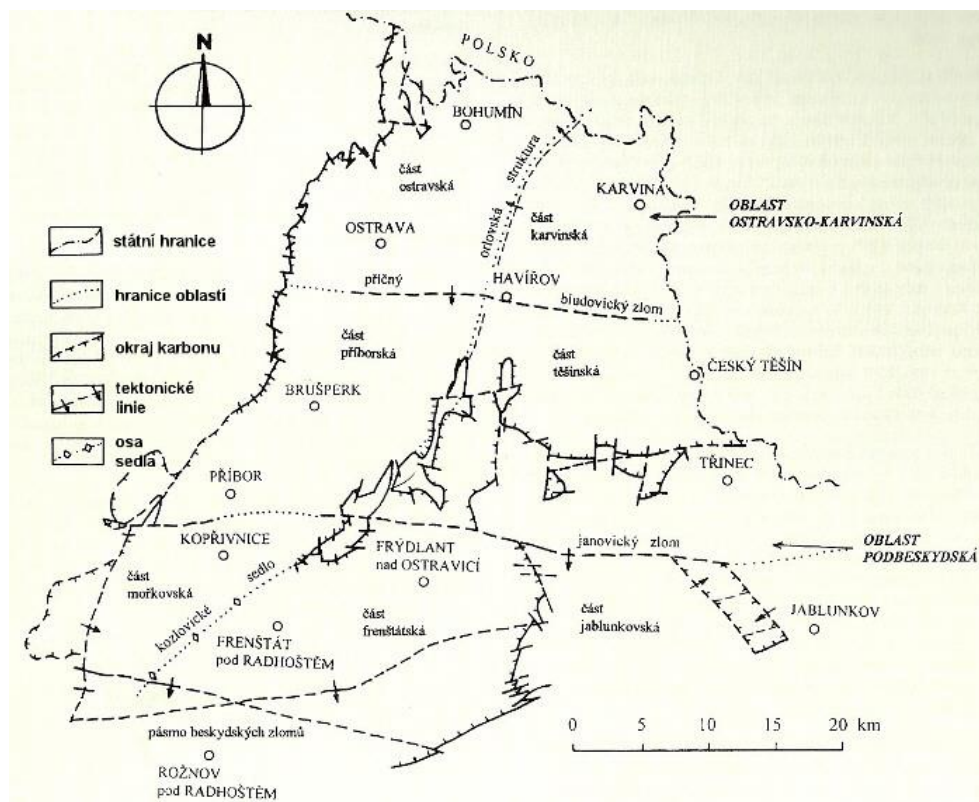 N
POLSKO
BOHUMÍN
část
ostravská
struktura
orlovská
KARVINÁ
OBLAST
OSTRAVSKO-KARVINSKÁ
část
karvinská
OSTRAVA
HAVÍŘOV
příčný
bludovický zlom
státní hranice
hranice oblastí
okraj karbonu
tektonické
linie
osa
sedla
část
příborská
část
těšínská
BRUŠPERK
ČESKÝ TĚŠÍN
TŘINEC
PŘÍBOR
KOPŘIVNICE
FRÝDLANT
nad OSTRAVICÍ
janovický zlom
OBLAST
PODBESKYDSKÁ
část
mořkovská
kozlovické
sedlo
část
frenštátská
část
jablunkovská
JABLUNKOV
FRENŠTÁT
pod RADHOŠTĚM
pásmo beskydských zlomů
ROŽNOV
pod RADHOŠTĚM
0 5 10 15 20 km